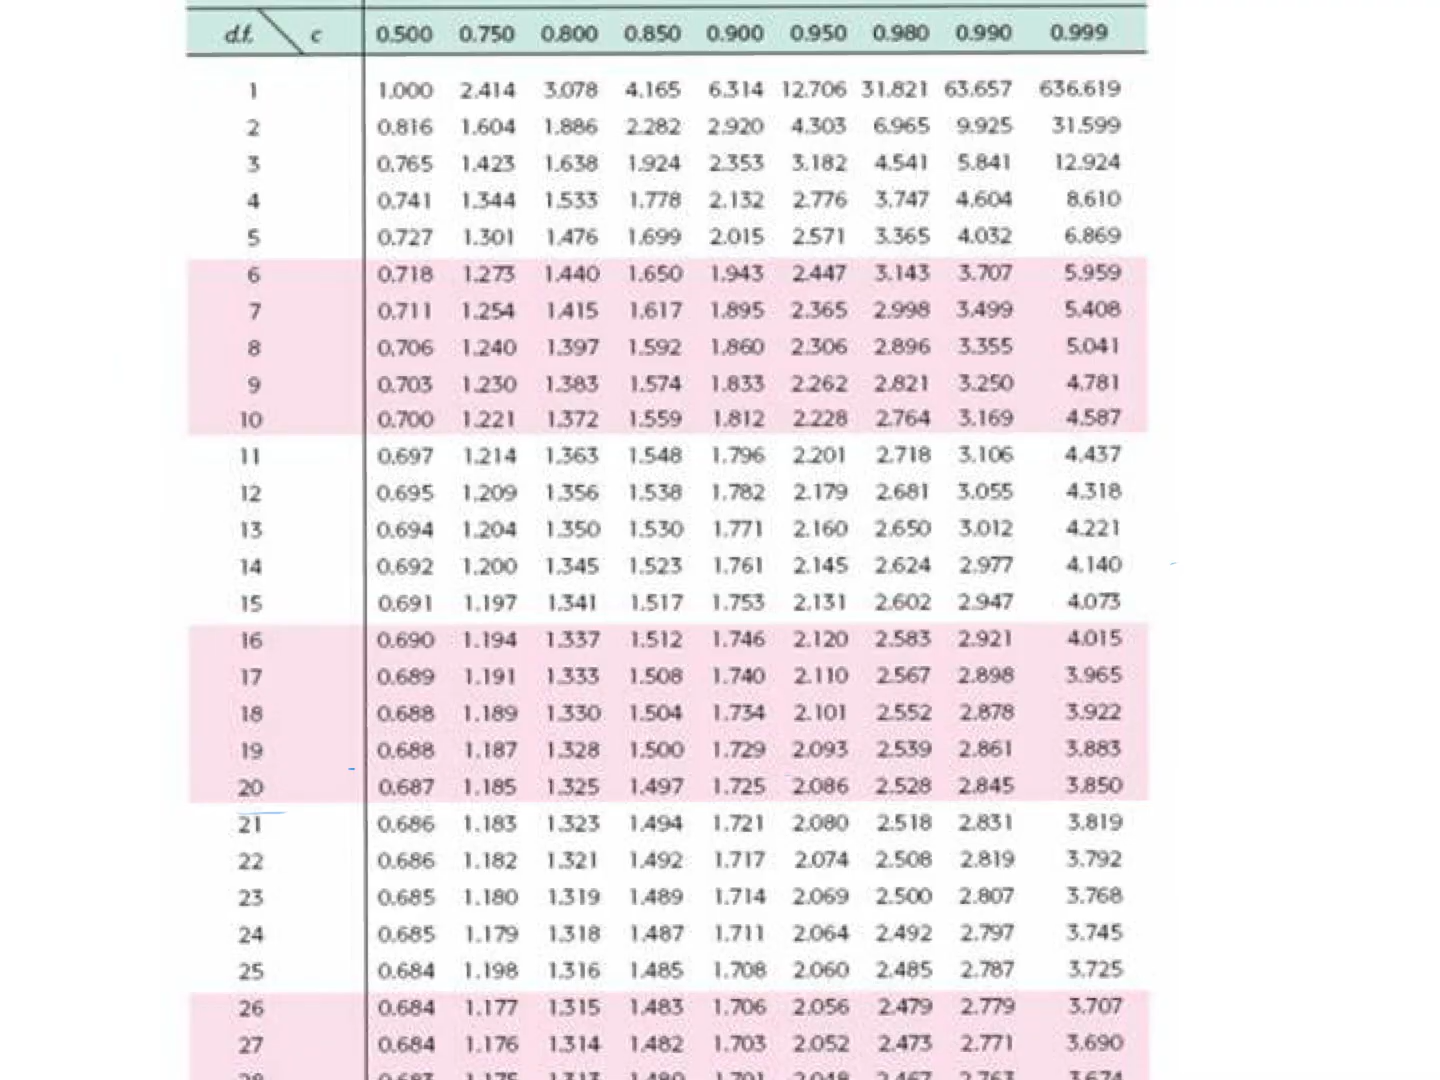 d.f. c 0.500 0.750 0.800 0.850 0.900 0.950 0.980 0.990 0.999
1 1.000 2.414 3.078 4.165 6.314 12.706 31.821 63.657 636.619
2 0.816 1.604 1.886 2.282 2.920 4.303 6.965 9.925 31.599
3 0.765 1.423 1.638 1.924 2.353 3.182 4.541 5.841 12.924
4 0.741 1.344 1.533 1.778 2.132 2.776 3.747 4.604 8.610
5 0.727 1.301 1.476 1.699 2.015 2.571 3.365 4.032 6.869
6 0.718 1.273 1.440 1.650 1.943 2.447 3.143 3.707 5.959
7 0.711 1.254 1.415 1.617 1.895 2.365 2.998 3.499 5.408
8 0.706 1.240 1.397 1.592 1.860 2.306 2.896 3.355 5.041
9 0.703 1.230 1.383 1.574 1.833 2.262 2.821 3.250 4.781
10 0.700 1.221 1.372 1.559 1.812 2.228 2.764 3.169 4.587
11 0.697 1.214 1.363 1.548 1.796 2.201 2.718 3.106 4.437
12 0.695 1.209 1.356 1.538 1.782 2.179 2.681 3.055 4.318
13 0.694 1.204 1.350 1.530 1.771 2.160 2.650 3.012 4.221
14 0.692 1.200 1.345 1.523 1.761 2.145 2.624 2.977 4.140
15 0.691 1.197 1.341 1.517 1.753 2.131 2.602 2.947 4.073
16 0.690 1.194 1.337 1.512 1.746 2.120 2.583 2.921 4.015
17 0.689 1.191 1.333 1.508 1.740 2.110 2.567 2.898 3.965
18 0.688 1.189 1.330 1.504 1.734 2.101 2.552 2.878 3.922
19 0.688 1.187 1.328 1.500 1.729 2.093 2.539 2.861 3.883
20 0.687 1.185 1.325 1.497 1.725 2.086 2.528 2.845 3.850
21 0.686 1.183 1.323 1.494 1.721 2.080 2.518 2.831 3.819
22 0.686 1.182 1.321 1.492 1.717 2.074 2.508 2.819 3.792
23 0.685 1.180 1.319 1.489 1.714 2.069 2.500 2.807 3.768
24 0.685 1.179 1.318 1.487 1.711 2.064 2.492 2.797 3.745
25 0.684 1.198 1.316 1.485 1.708 2.060 2.485 2.787 3.725
26 0.684 1.177 1.315 1.483 1.706 2.056 2.479 2.779 3.707
27 0.684 1.176 1.314 1.482 1.703 2.052 2.473 2.771 3.690